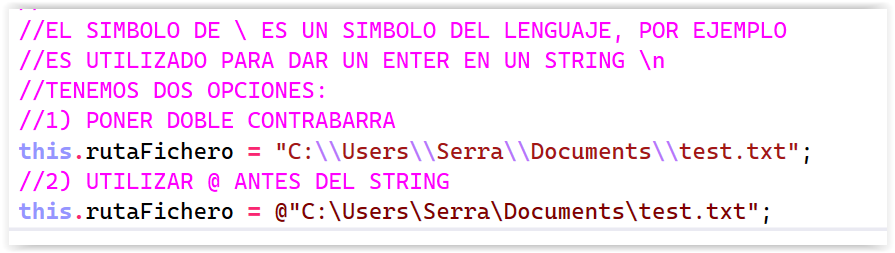 //EL SIMBOLO DE \ ES UN SIMBOLO DEL LENGUAJE, POR EJEMPLO
//ES UTILIZADO PARA DAR UN ENTER EN UN STRING \n
//TENEMOS DOS OPCIONES:
//1) PONER DOBLE CONTRABARRA
this.rutaFichero = "C:\\Users\\Serra\\Documents\\test.txt";
//2) UTILIZAR @ ANTES DEL STRING
this.rutaFichero = @"C:\Users\Serra\Documents\test.txt";